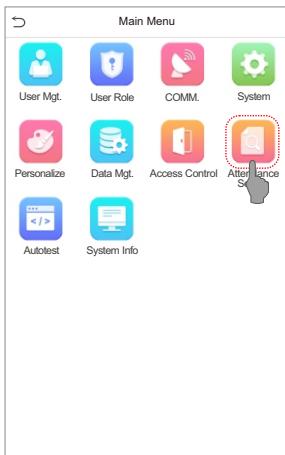 Main Menu
User Mgt.
User Role
COMM.
System
Personalize
Data Mgt.
Access Control
</>
Autotest
System Info